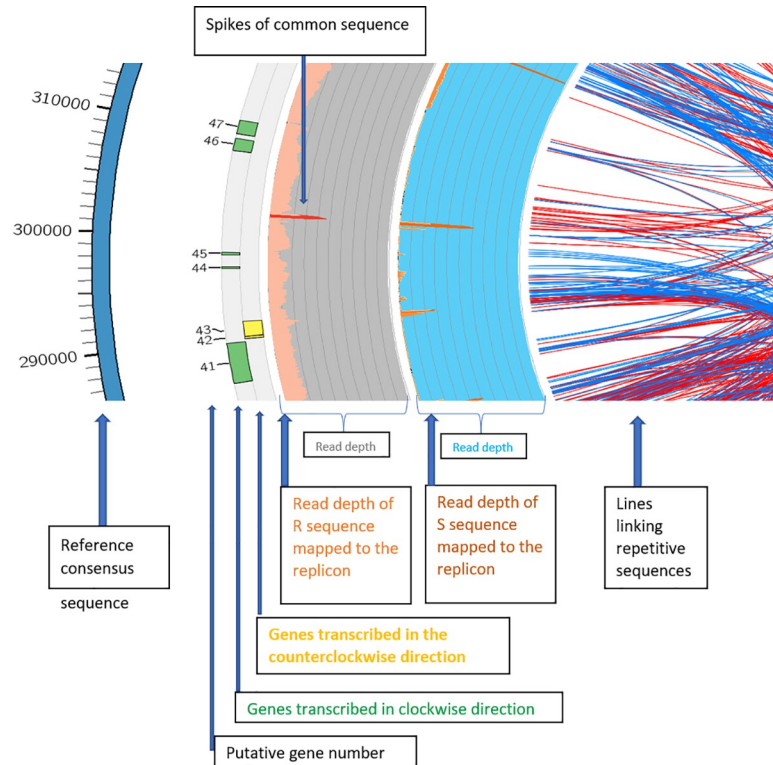 Spikes of common sequence
310000
300000
290000
47
46
45
44
43
42
41
Read depth
Read depth
Reference
consensus
sequence
Read depth of
R sequence
mapped to the
replicon
Read depth of
S sequence
mapped to the
replicon
Lines
linking
repetitive
sequences
Genes transcribed in the
counterclockwise direction
Genes transcribed in clockwise direction
Putative gene number